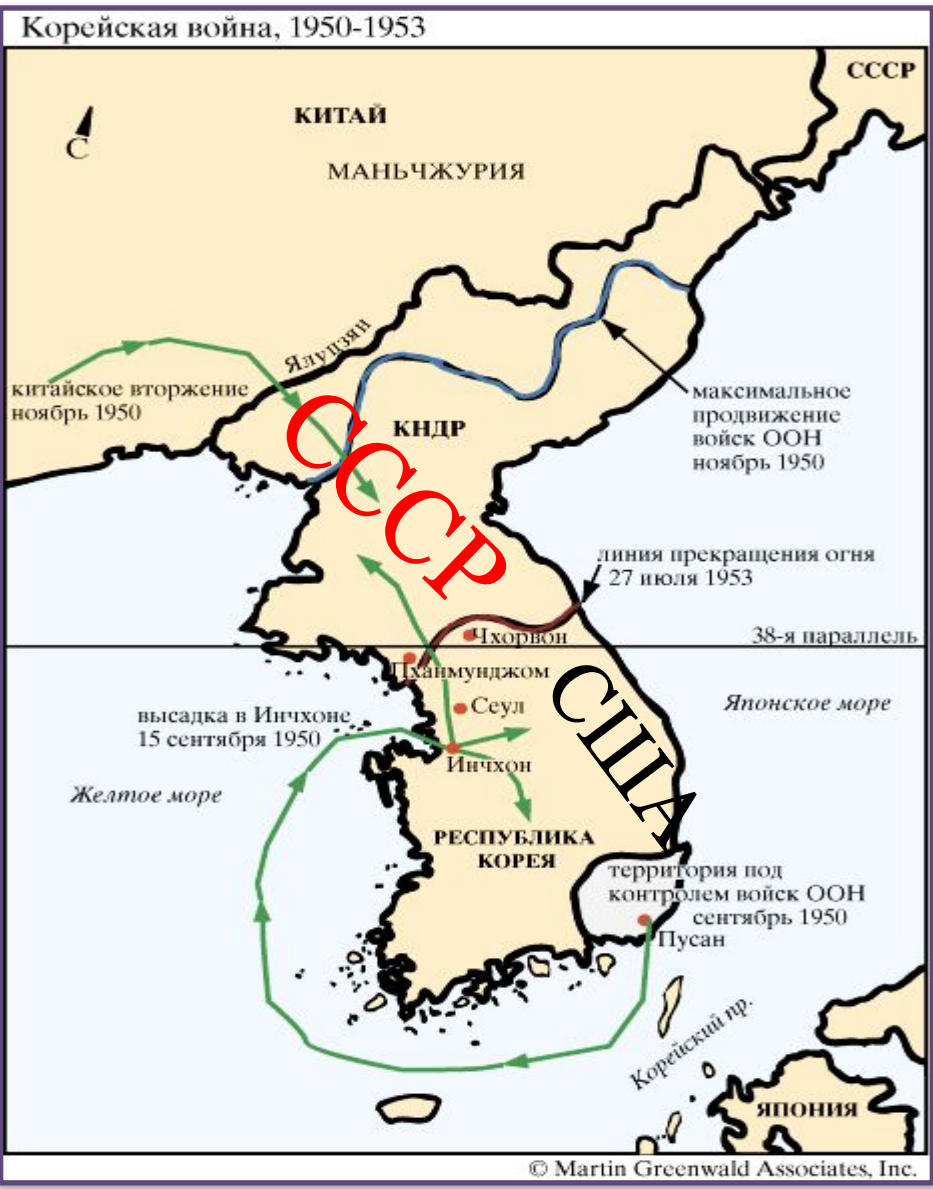 Корейская война, 1950-1953
СССР
КИТАЙ
С
МАНЬЧЖУРИЯ
Ялуцзян
китайское вторжение
ноябрь 1950
СССР
КНДР
максимальное
продвижение
войск ООН
ноябрь 1950
линия прекращения огня
27 июля 1953
38-я параллель
Чхорвон
Пханмунджом
США
Сеул
Японское море
высадка в Инчхоне
15 сентября 1950
Инчхон
Желтое море
РЕСПУБЛИКА
КОРЕЯ
территория под
контролем войск ООН
сентябрь 1950
Пусан
Корейский пр.
ЯПОНИЯ
© Martin Greenwald Associates, Inc.